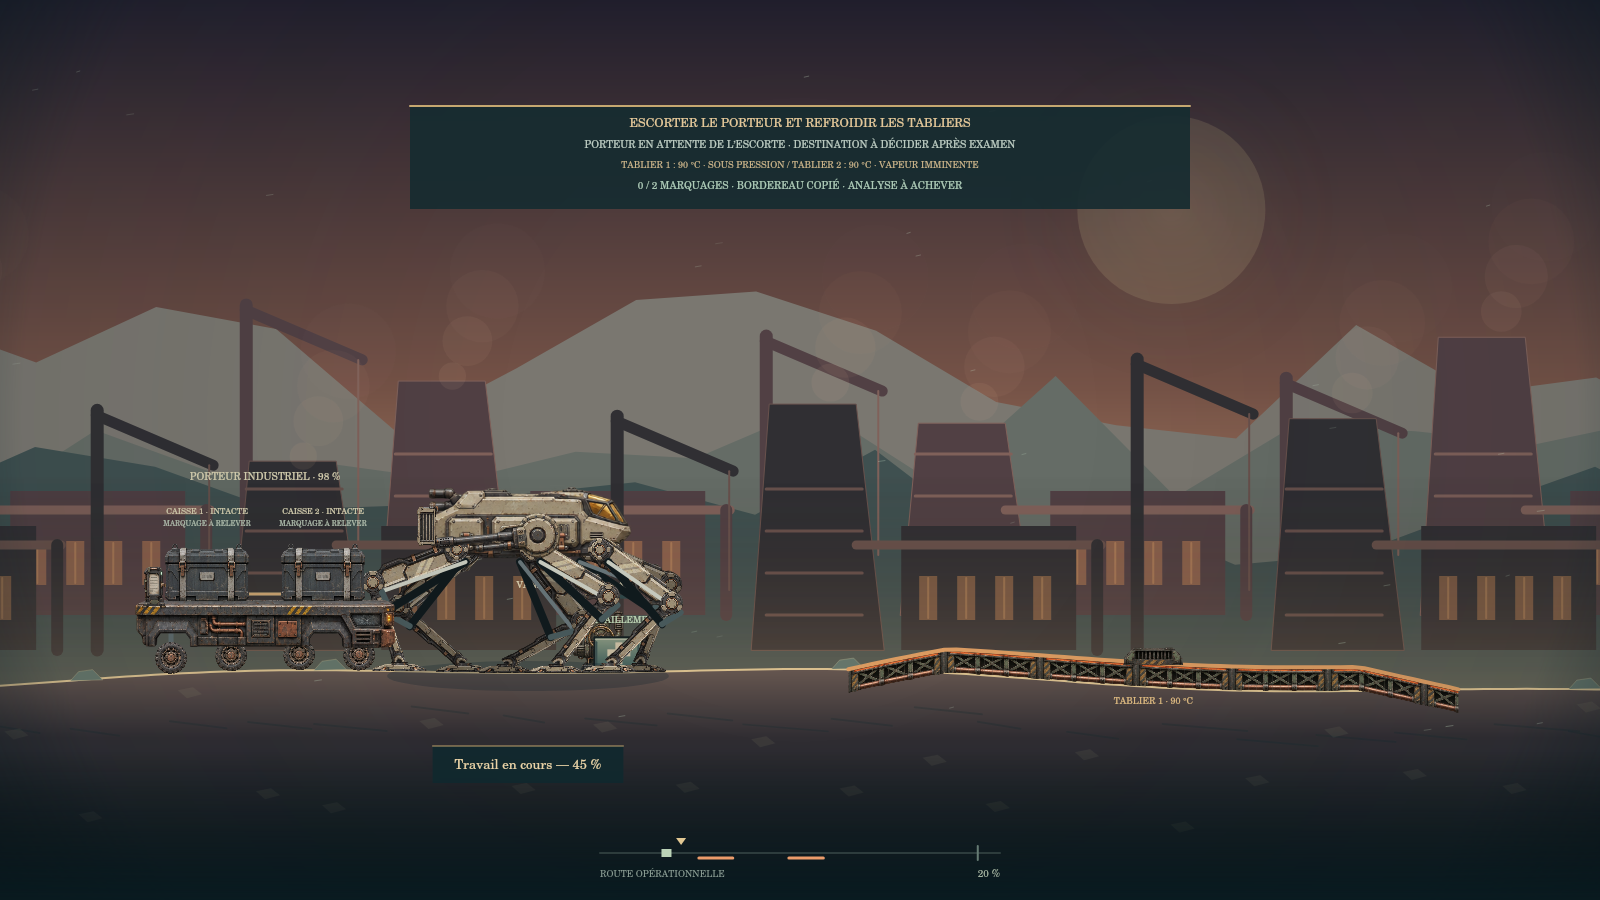 ESCORTER LE PORTEUR ET REFROIDIR LES TABLIERS
PORTEUR EN ATTENTE DE L'ESCORTE · DESTINATION À DÉCIDER APRÈS EXAMEN
TABLIER 1 : 90 °C · SOUS PRESSION / TABLIER 2 : 90 °C · VAPEUR IMMINENTE
0 / 2 MARQUAGES · BORDEREAU COPIÉ · ANALYSE À ACHEVER
PORTEUR INDUSTRIEL · 98 %
CAISSE 1 · INTACTE
MARQUAGE À RELEVER
CAISSE 2 · INTACTE
MARQUAGE À RELEVER
TABLIER 1 · 90 °C
Travail en cours — 45 %
ROUTE OPÉRATIONNELLE
20 %